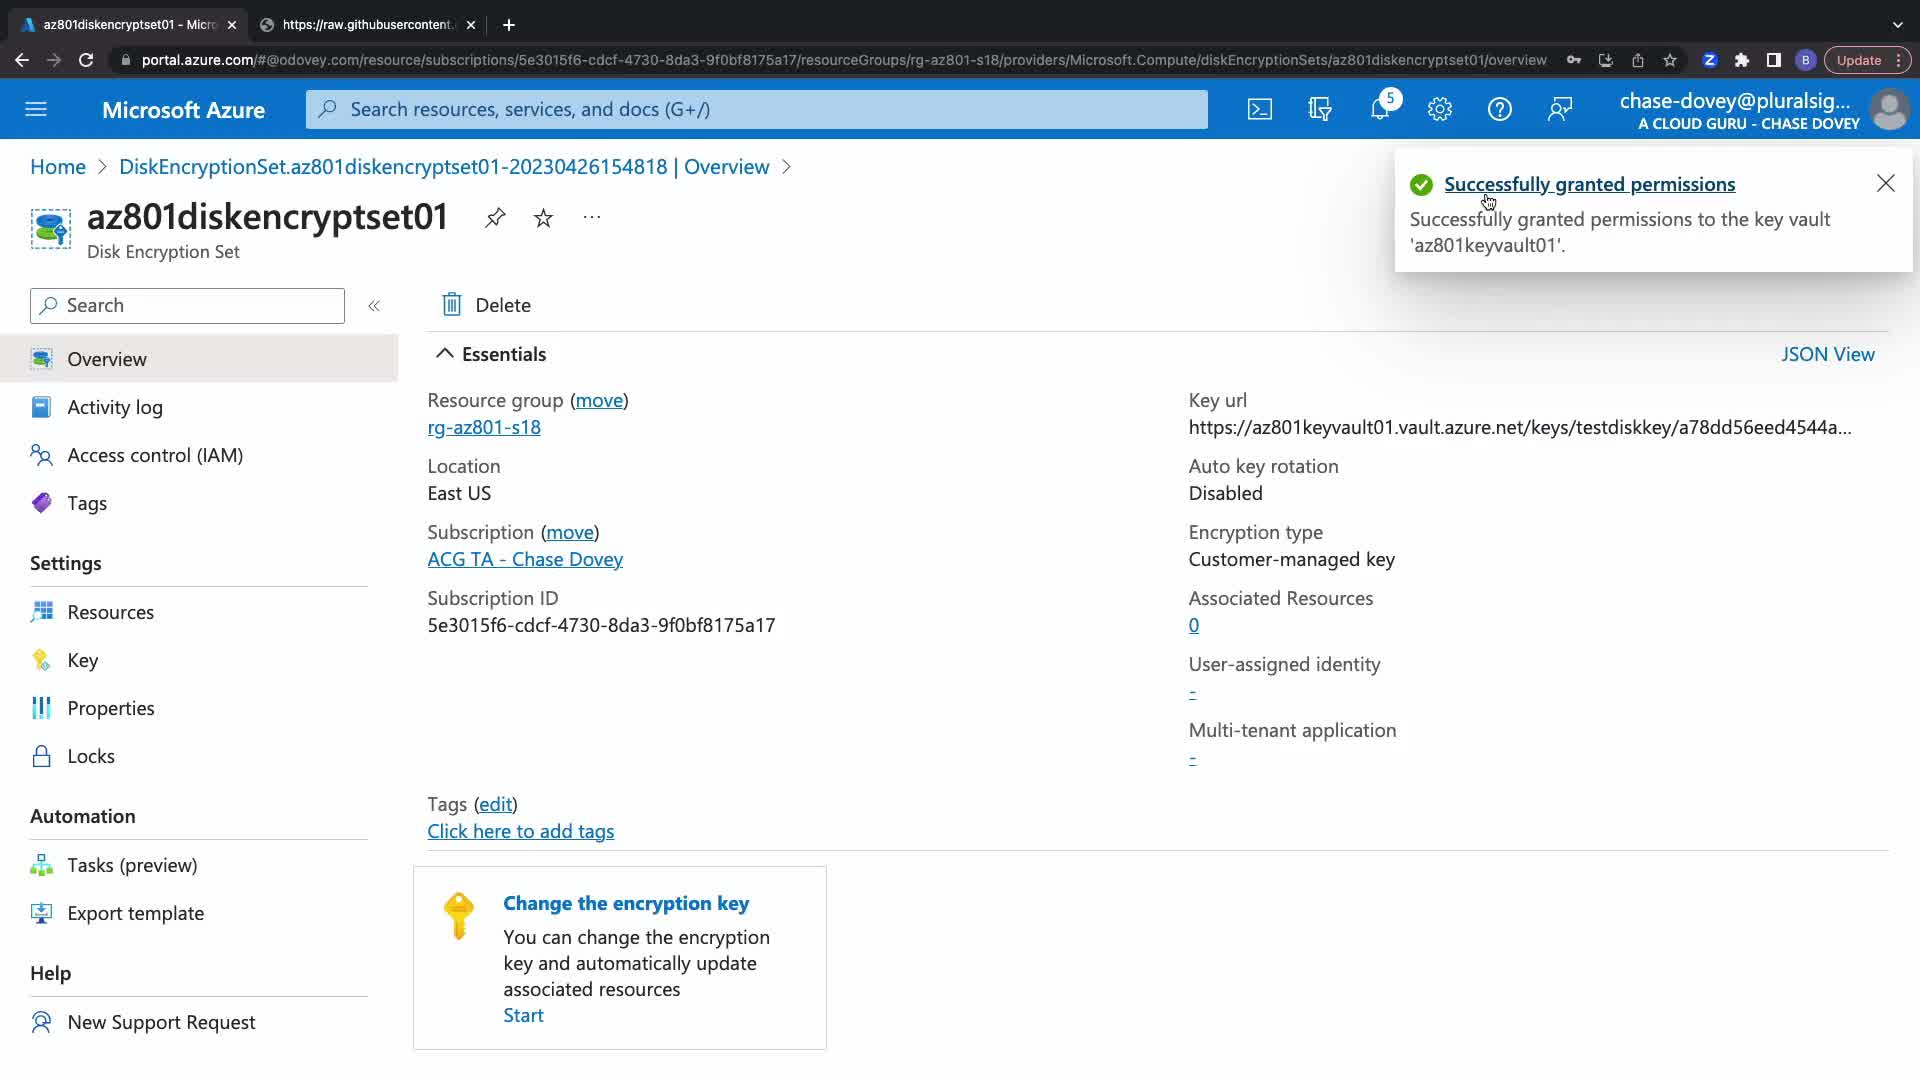 az801diskencryptset01 - Micro
https://raw.githubusercontent.
portal.azure.com/#@odovey.com/resource/subscriptions/5e3015f6-cdcf-4730-8da3-9f0bf8175a17/resourceGroups/rg-az801-s18/providers/Microsoft.Compute/diskEncryptionSets/az801diskencryptset01/overview
Z
B
Update
Microsoft Azure
Search resources, services, and docs (G+/)
5
chase-dovey@pluralsig...
A CLOUD GURU - CHASE DOVEY
Home > DiskEncryptionSet.az801diskencryptset01-20230426154818 | Overview >
Successfully granted permissions
Successfully granted permissions to the key vault
'az801keyvault01'.
az801diskencryptset01
Disk Encryption Set
Search
«
Delete
Overview
Activity log
Access control (IAM)
Tags
Settings
Resources
Key
Properties
Locks
Automation
Tasks (preview)
Export template
Help
New Support Request
Essentials
JSON View
Resource group (move)
rg-az801-s18
Location
East US
Subscription (move)
ACG TA - Chase Dovey
Subscription ID
5e3015f6-cdcf-4730-8da3-9f0bf8175a17
Key url
https://az801keyvault01.vault.azure.net/keys/testdiskkey/a78dd56eed4544a...
Auto key rotation
Disabled
Encryption type
Customer-managed key
Associated Resources
0
User-assigned identity
-
Multi-tenant application
-
Tags (edit)
Click here to add tags
Change the encryption key
You can change the encryption
key and automatically update
associated resources
Start